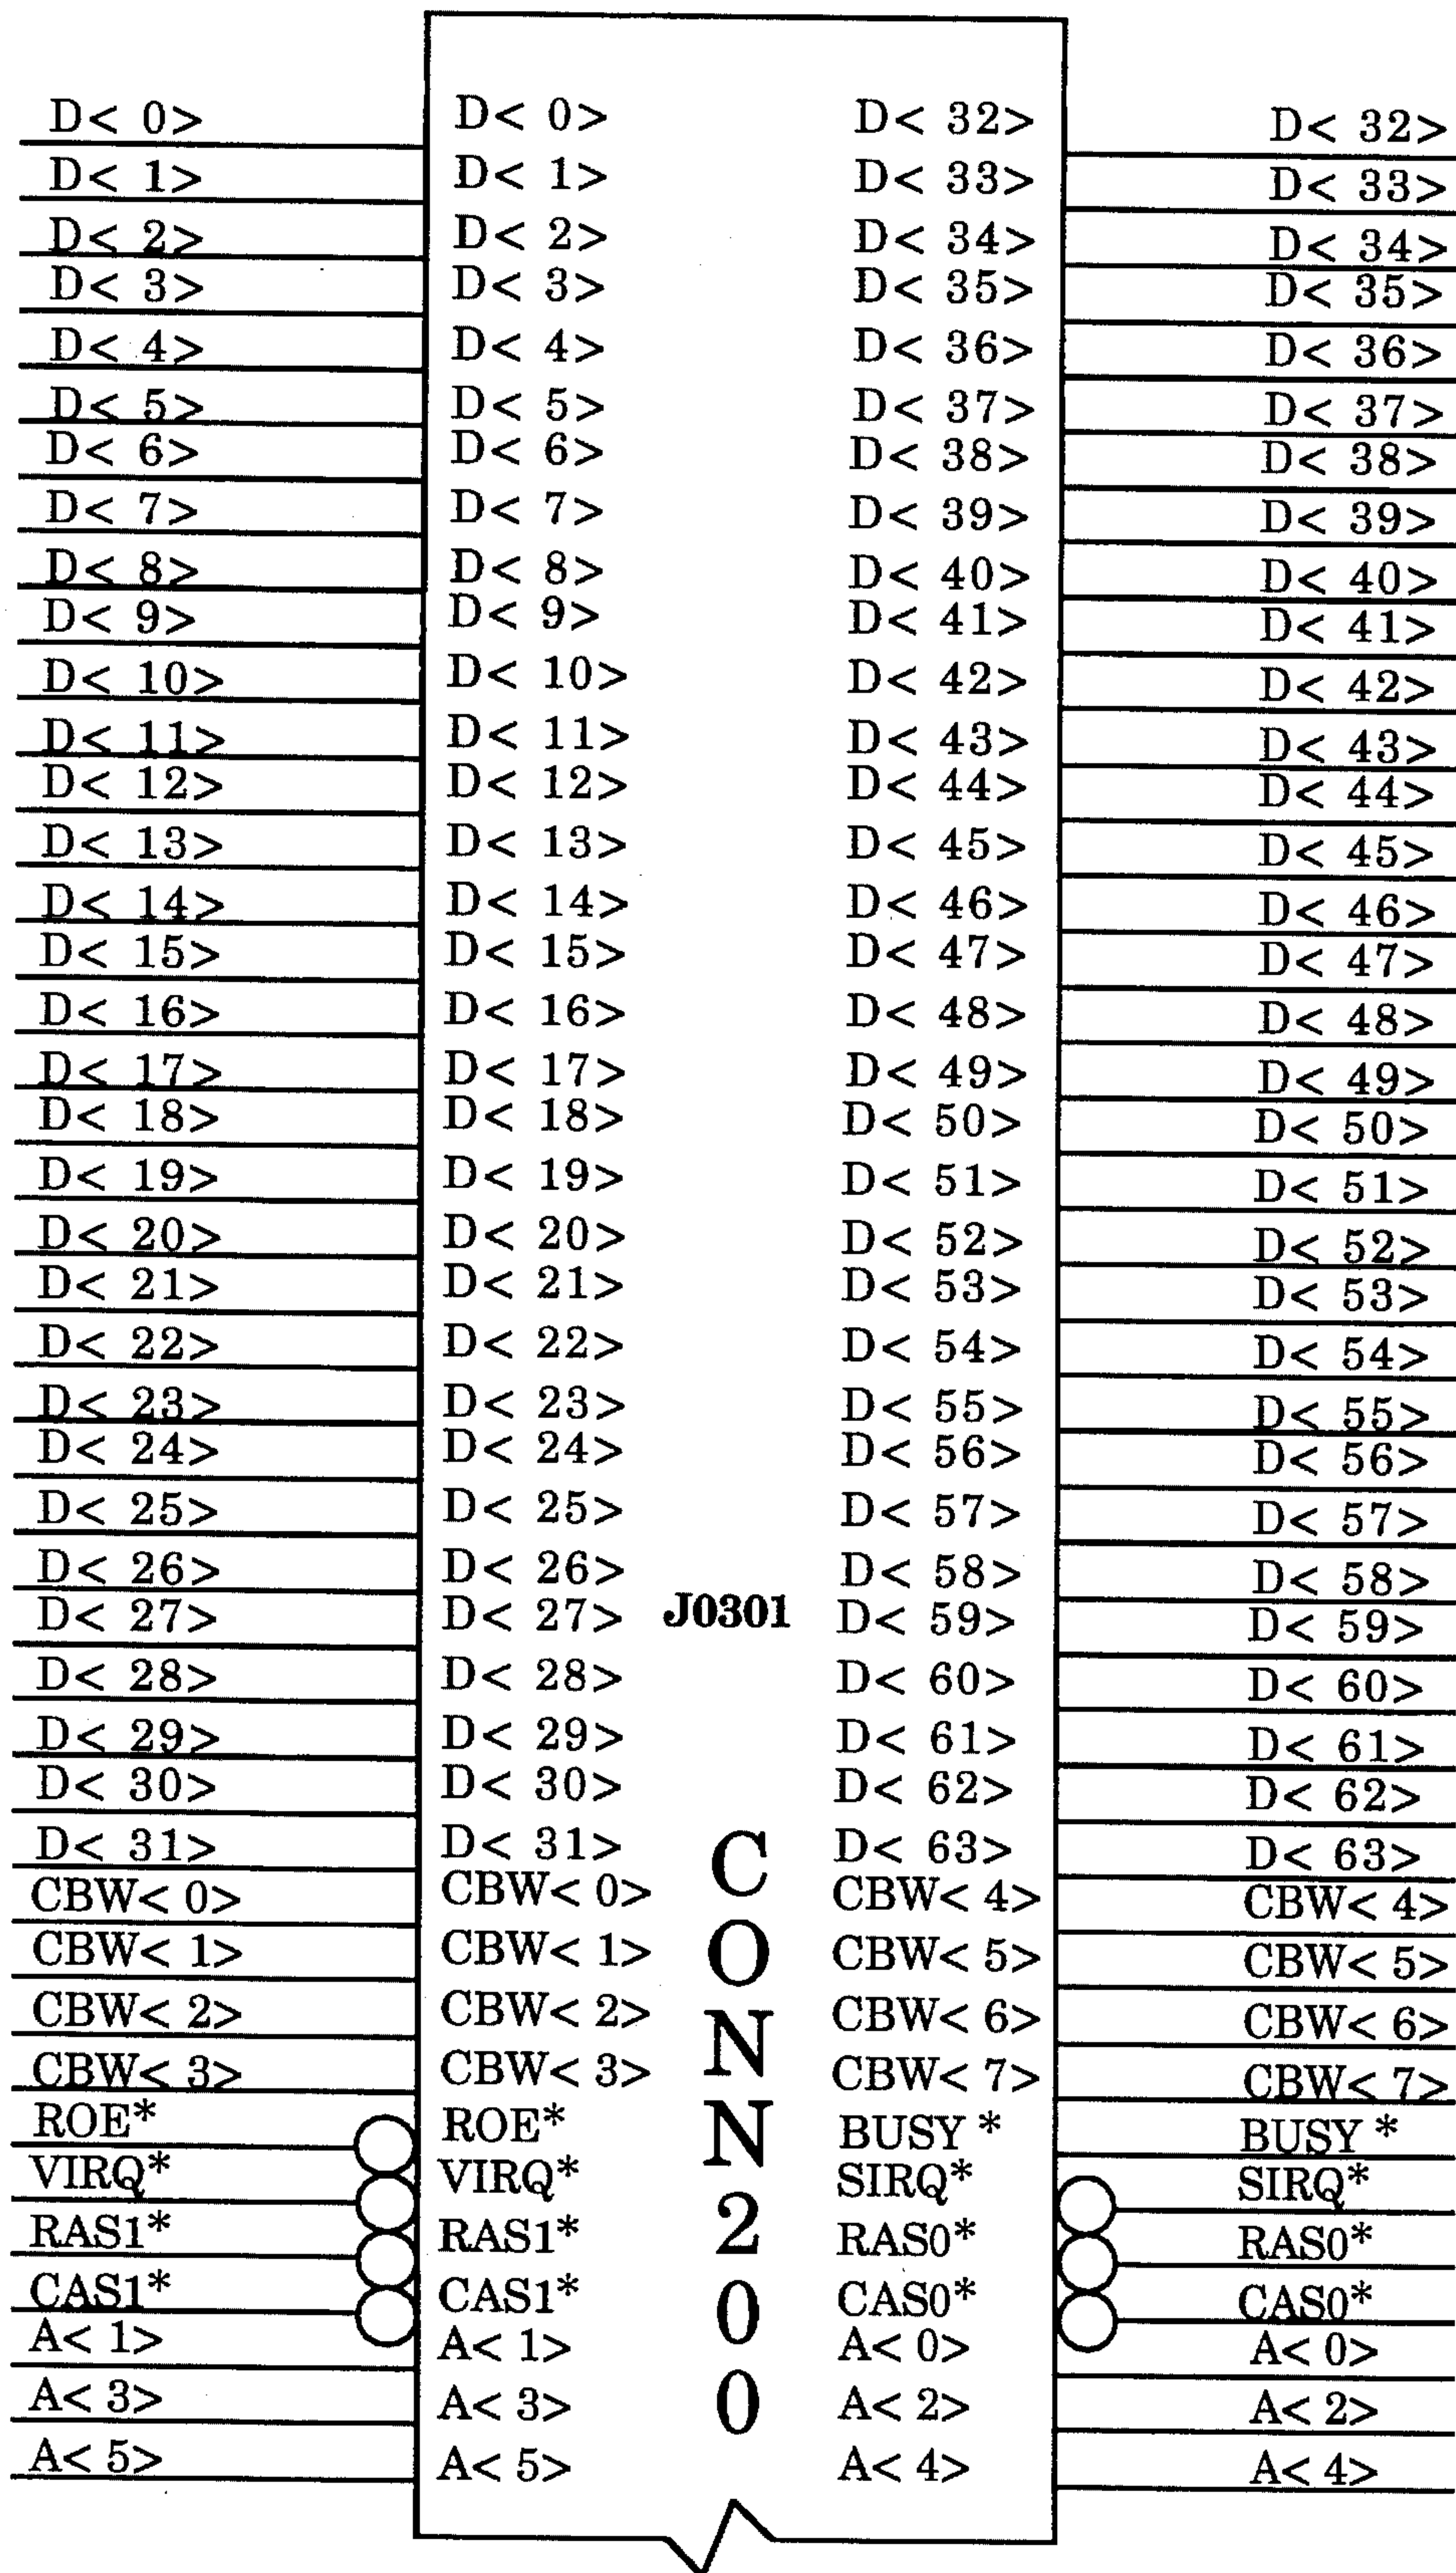 D< 0> D< 0> D< 32> D< 32>
D< 1> D< 1> D< 33> D< 33>
D< 2> D< 2> D< 34> D< 34>
D< 3> D< 3> D< 35> D< 35>
D< 4> D< 4> D< 36> D< 36>
D< 5> D< 5> D< 37> D< 37>
D< 6> D< 6> D< 38> D< 38>
D< 7> D< 7> D< 39> D< 39>
D< 8> D< 8> D< 40> D< 40>
D< 9> D< 9> D< 41> D< 41>
D< 10> D< 10> D< 42> D< 42>
D< 11> D< 11> D< 43> D< 43>
D< 12> D< 12> D< 44> D< 44>
D< 13> D< 13> D< 45> D< 45>
D< 14> D< 14> D< 46> D< 46>
D< 15> D< 15> D< 47> D< 47>
D< 16> D< 16> D< 48> D< 48>
D< 17> D< 17> D< 49> D< 49>
D< 18> D< 18> D< 50> D< 50>
D< 19> D< 19> D< 51> D< 51>
D< 20> D< 20> D< 52> D< 52>
D< 21> D< 21> D< 53> D< 53>
D< 22> D< 22> D< 54> D< 54>
D< 23> D< 23> D< 55> D< 55>
D< 24> D< 24> D< 56> D< 56>
D< 25> D< 25> D< 57> D< 57>
D< 26> D< 26> D< 58> D< 58>
D< 27> D< 27> J0301 D< 59> D< 59>
D< 28> D< 28> D< 60> D< 60>
D< 29> D< 29> D< 61> D< 61>
D< 30> D< 30> D< 62> D< 62>
D< 31> D< 31> D< 63> D< 63>
CBW< 0> CBW< 0> CBW< 4> CBW< 4>
CBW< 1> CBW< 1> CBW< 5> CBW< 5>
CBW< 2> CBW< 2> CBW< 6> CBW< 6>
CBW< 3> CBW< 3> CBW< 7> CBW< 7>
ROE* ROE* BUSY* BUSY*
VIRQ* VIRQ* SIRQ* SIRQ*
RAS1* RAS1* RAS0* RAS0*
CAS1* CAS1* CAS0* CAS0*
A< 1> A< 1> A< 0> A< 0>
A< 3> A< 3> A< 2> A< 2>
A< 5> A< 5> A< 4> A< 4>
CONN200